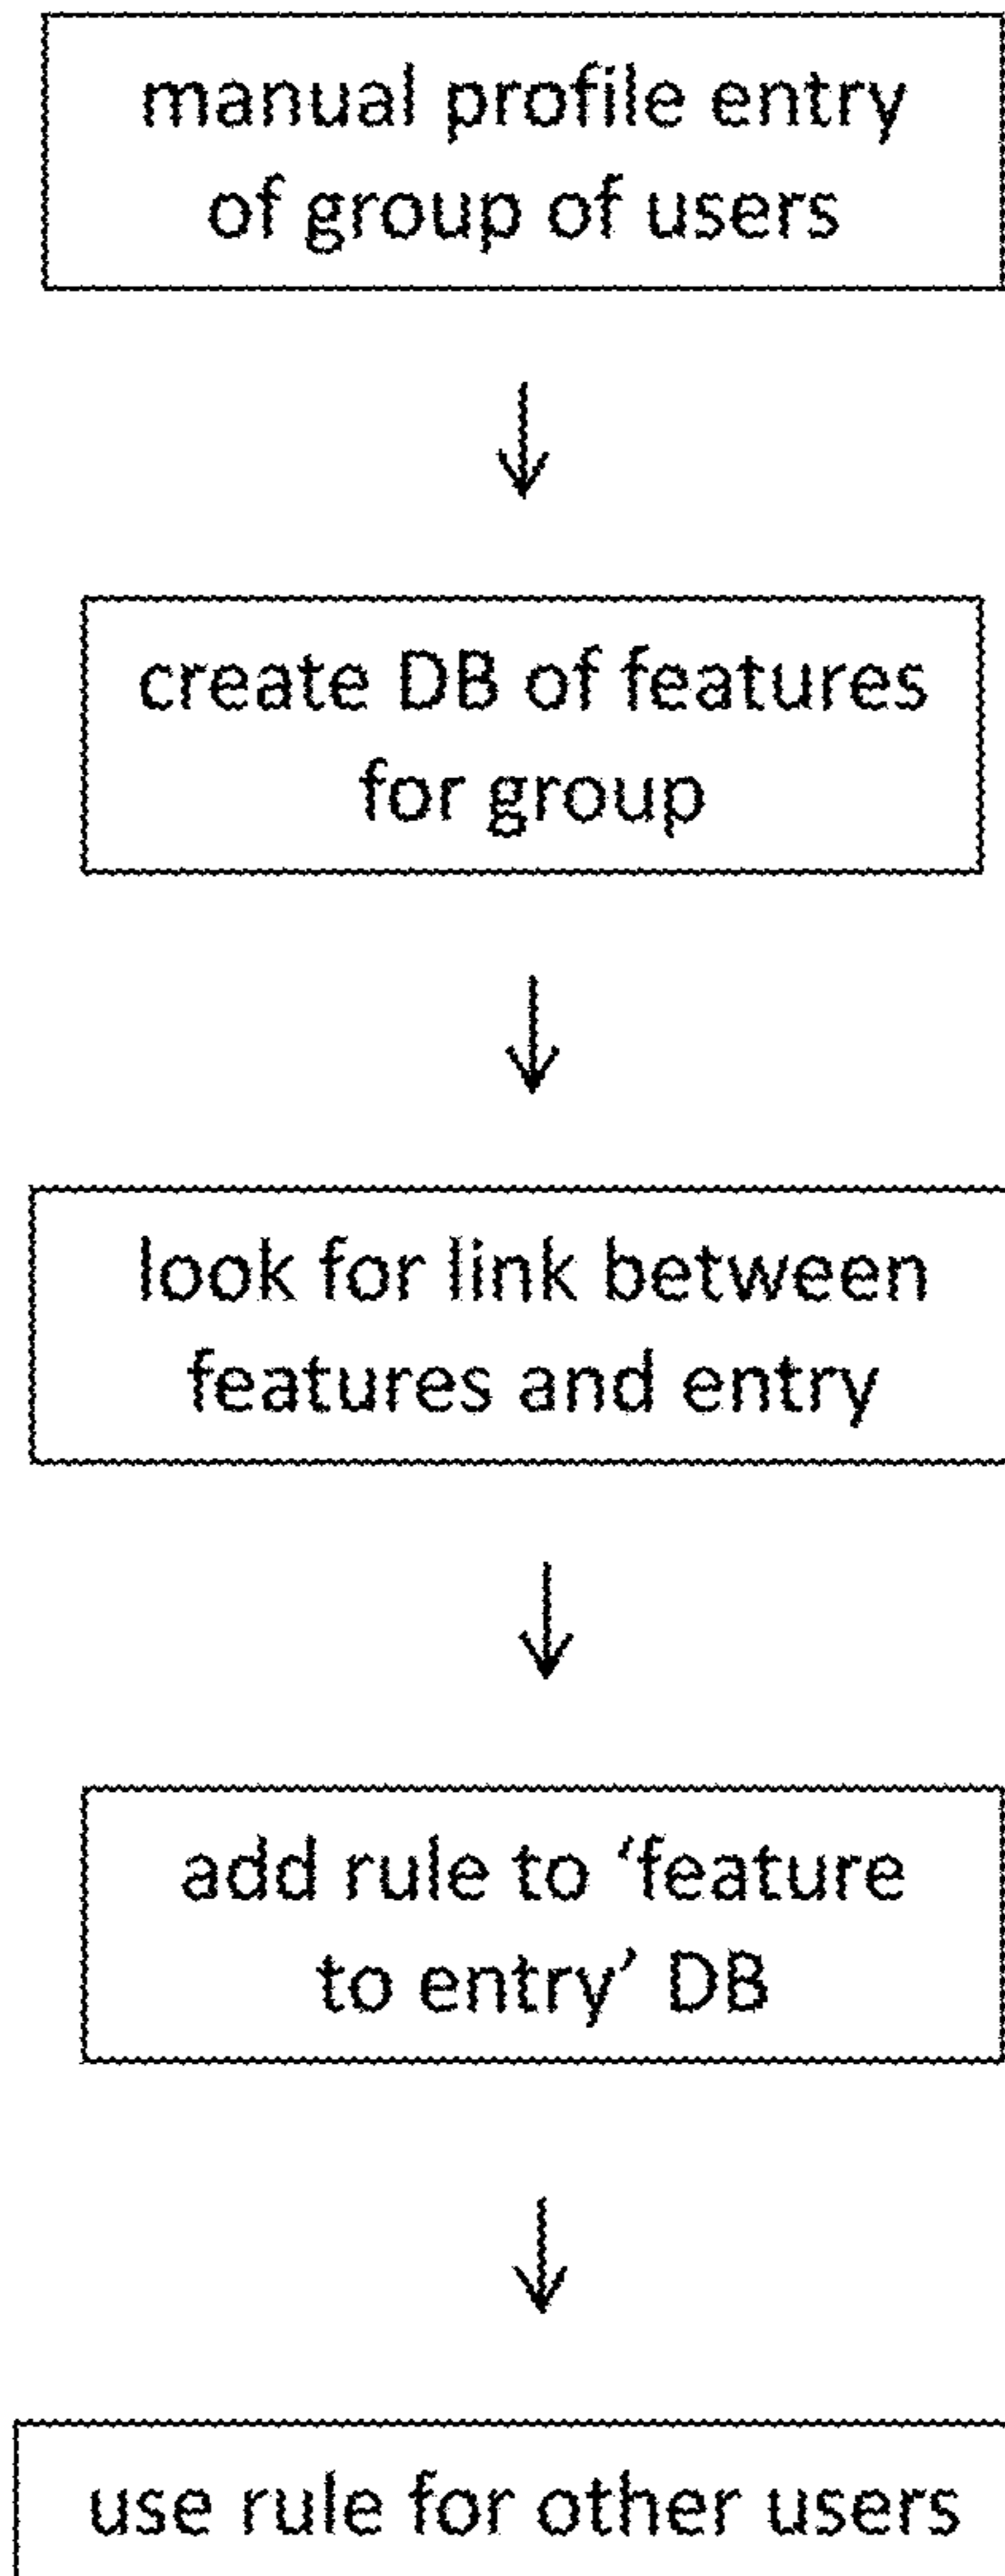 manual profile entry
of group of users
create DB of features
for group
look for link between
features and entry
add rule to ‘feature
to entry’ DB
use rule for other users